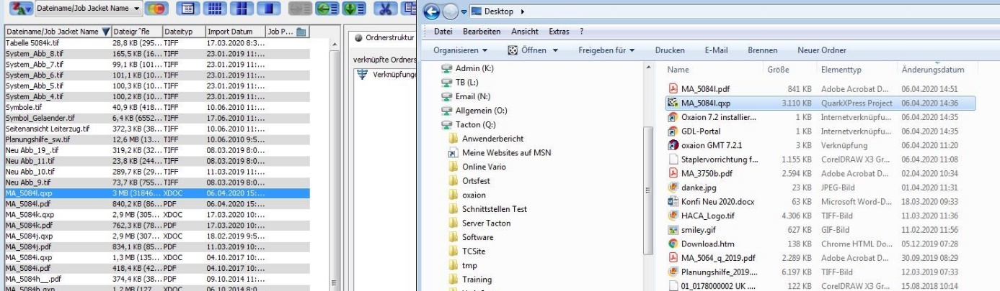 Dateiname/Job Jacket Name
Dateiname/Job Jacket Name Dateigr^fle Dateityp Import Datum Job P...
Tabelle 5084k.tif 28,8 KB (295... TIFF 17.03.2020 8:3...
System_Abb_8.tif 165,5 KB (16... TIFF 23.01.2019 11:...
System_Abb_7.tif 99,1 KB (101... TIFF 23.01.2019 11:...
System_Abb_6.tif 101,1 KB (10... TIFF 23.01.2019 11:...
System_Abb_5.tif 100,3 KB (10... TIFF 23.01.2019 11:...
System_Abb_4.tif 100,2 KB (10... TIFF 23.01.2019 11:...
Symbole.tif 40,9 KB (418... TIFF 10.06.2010 11:...
Symbol_Gelaender.tif 6,4 KB (6552... TIFF 17.06.2010 11:...
Seitenansicht Leiterzug.tif 372,3 KB (38... TIFF 10.06.2010 11:...
Planungshilfe_sw.tif 12,6 MB (13... TIFF 10.06.2010 9:5...
Neu Abb_19_.tif 319,2 KB (32... TIFF 08.03.2019 8:0...
Neu Abb_11.tif 23,8 KB (244... TIFF 08.03.2019 8:0...
Neu Abb_10.tif 289,7 KB (29... TIFF 11.03.2019 11:...
Neu Abb_9.tif 73,7 KB (755... TIFF 08.03.2019 8:0...
MA_5084l.qxp 3 MB (31846... XDOC 06.04.2020 15:...
MA_5084l.pdf 840,2 KB (86... PDF 06.04.2020 15:...
MA_5084k.qxp 2,9 MB (305... XDOC 17.03.2020 10:...
MA_5084k.pdf 762,3 KB (78... PDF 17.03.2020 10:...
MA_5084j.qxp 2,9 MB (307... XDOC 18.02.2019 9:5...
MA_5084j.pdf 834,1 KB (85... PDF 11.03.2019 10:...
MA_5084i.qxp 1,3 MB (135... XDOC 04.10.2017 10:...
MA_5084i.pdf 418,4 KB (42... PDF 04.10.2017 10:...
MA_5084h__.pdf 374,4 KB (38... PDF 09.10.2014 11:...
MA_5084h.qxp 1,2 MB (127... XDOC 06.10.2014 8:0...
Ordnerstruktur
verknüpfte Ordners
Verknüpfunge
Desktop
Datei Bearbeiten Ansicht Extras ?
Organisieren Öffnen Freigeben für Drucken E-Mail Brennen Neuer Ordner
Admin (K:)
TB (L:)
Email (N:)
Allgemein (O:)
Tacton (Q:)
Anwenderbericht
Meine Websites auf MSN
Online Vario
Ortsfest
oxaion
Schnittstellen Test
Server Tacton
Software
TCSite
tmp
Training
Name Größe Elementtyp Änderungsdatum
MA_5084l.pdf 841 KB Adobe Acrobat D... 06.04.2020 14:51
MA_5084l.qxp 3.110 KB QuarkXPress Project 06.04.2020 14:36
Oxaion 7.2 installier... 1 KB Internetverknüpfu... 06.04.2020 14:35
GDL-Portal 1 KB Internetverknüpfu... 06.04.2020 14:35
oxaion GMT 7.2.1 3 KB Verknüpfung 06.04.2020 11:20
Staplervorrichtung f... 1.155 KB CorelDRAW X3 Gr... 06.04.2020 11:08
MA_3750b.pdf 2.594 KB Adobe Acrobat D... 02.04.2020 10:34
danke.jpg 23 KB JPEG-Bild 01.04.2020 11:31
Konfi Neu 2020.docx 63 KB Microsoft Word-D... 18.03.2020 09:33
HACA_Logo.tif 4.306 KB TIFF-Bild 11.03.2020 11:36
smiley.gif 627 KB GIF-Bild 11.02.2020 11:56
Download.htm 138 KB Chrome HTML Do... 05.12.2019 07:28
MA_5064_q_2019.pdf 2.289 KB Adobe Acrobat D... 30.09.2019 08:29
Planungshilfe_2019.... 6.197 KB TIFF-Bild 12.03.2019 07:33
01_0178000002 UK .... 122 KB CorelDRAW X3 Gr... 15.08.2018 10:14